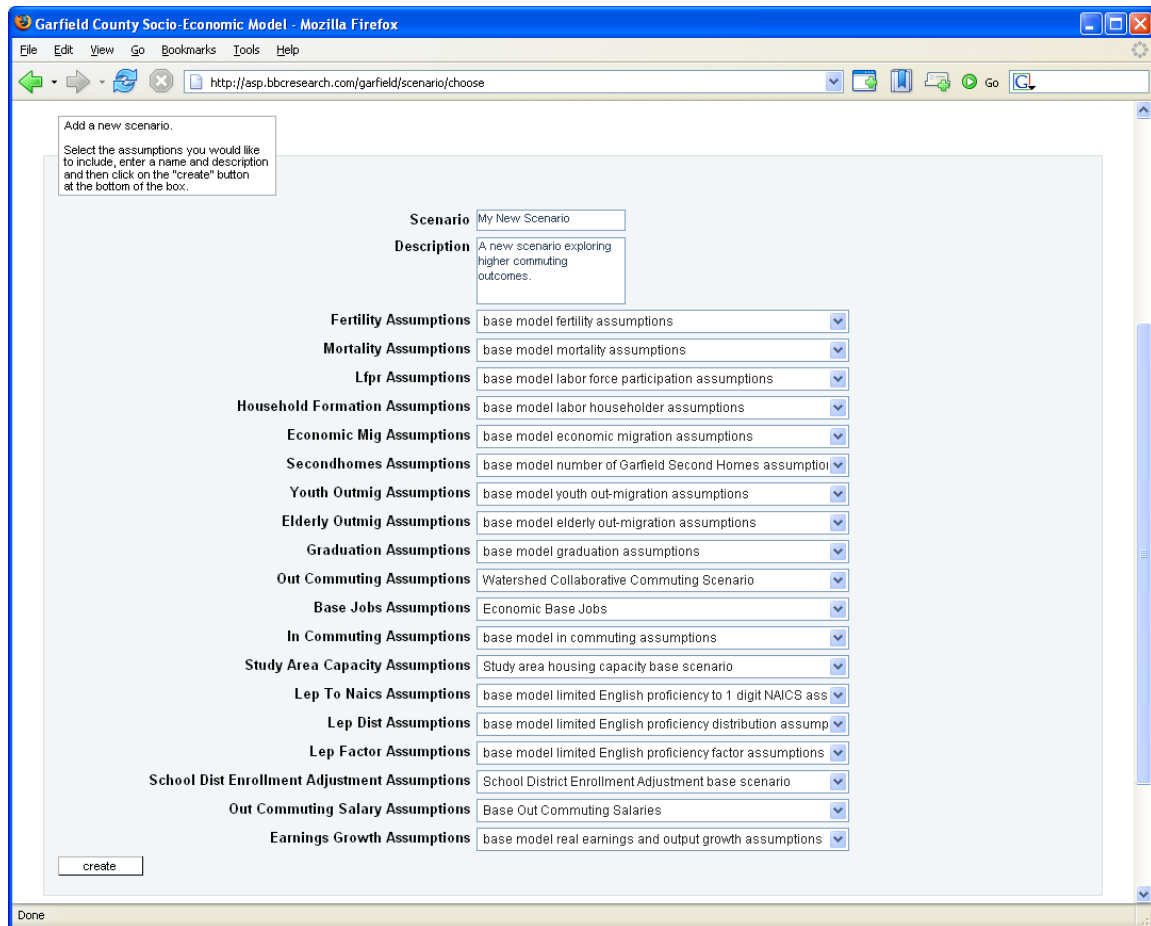 Garfield County Socio-Economic Model - Mozilla Firefox
File Edit View Go Bookmarks Tools Help
http://asp.bbcresearch.com/garfield/scenario/choose
Go G
Add a new scenario.
Select the assumptions you would like
to include, enter a name and description
and then click on the "create" button
at the bottom of the box.
Scenario My New Scenario
Description A new scenario exploring
higher commuting
outcomes.
Fertility Assumptions base model fertility assumptions
Mortality Assumptions base model mortality assumptions
Lfpr Assumptions base model labor force participation assumptions
Household Formation Assumptions base model labor householder assumptions
Economic Mig Assumptions base model economic migration assumptions
Secondhomes Assumptions base model number of Garfield Second Homes assumption
Youth Outmig Assumptions base model youth out-migration assumptions
Elderly Outmig Assumptions base model elderly out-migration assumptions
Graduation Assumptions base model graduation assumptions
Out Commuting Assumptions Watershed Collaborative Commuting Scenario
Base Jobs Assumptions Economic Base Jobs
In Commuting Assumptions base model in commuting assumptions
Study Area Capacity Assumptions Study area housing capacity base scenario
Lep To Naics Assumptions base model limited English proficiency to 1 digit NAICS ass
Lep Dist Assumptions base model limited English proficiency distribution assump
Lep Factor Assumptions base model limited English proficiency factor assumptions
School Dist Enrollment Adjustment Assumptions School District Enrollment Adjustment base scenario
Out Commuting Salary Assumptions Base Out Commuting Salaries
Earnings Growth Assumptions base model real earnings and output growth assumptions
create
Done